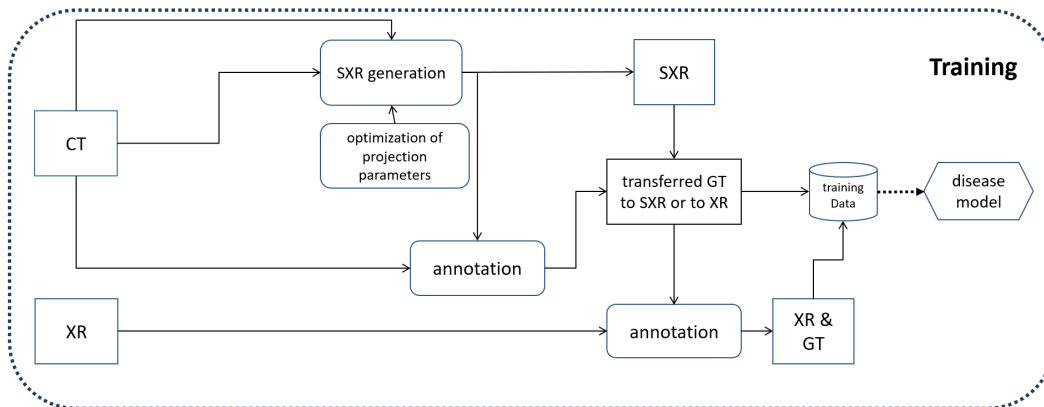 Training
SXR generation
SXR
CT
optimization of
projection
parameters
transferred GT
to SXR or to XR
training
Data
disease
model
annotation
XR
annotation
XR &
GT